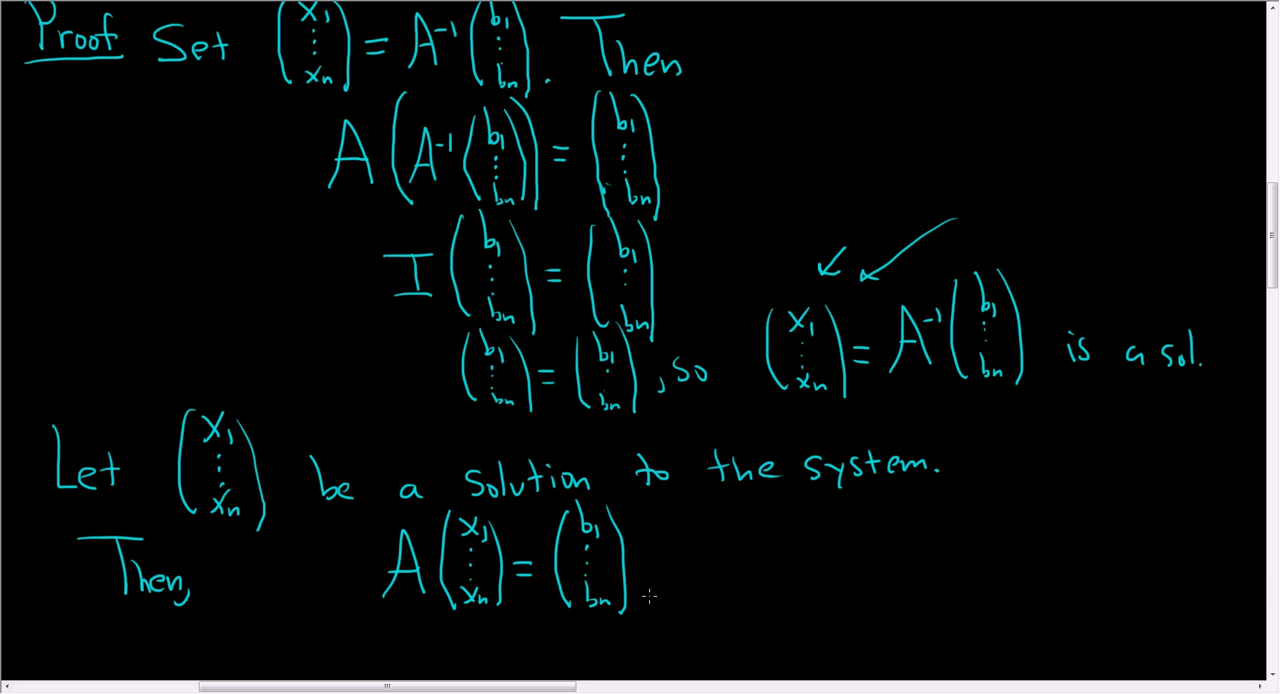 Proof Set (x₁ ⋮ xₙ) = A⁻¹ (b₁ ⋮ bₙ). Then
A (A⁻¹ (b₁ ⋮ bₙ)) = (b₁ ⋮ bₙ)
I (b₁ ⋮ bₙ) = (b₁ ⋮ bₙ)
(b₁ ⋮ bₙ) = (b₁ ⋮ bₙ), so (x₁ ⋮ xₙ) = A⁻¹ (b₁ ⋮ bₙ) is a sol.
Let (x₁ ⋮ xₙ) be a solution to the system.
Then, A (x₁ ⋮ xₙ) = (b₁ ⋮ bₙ)